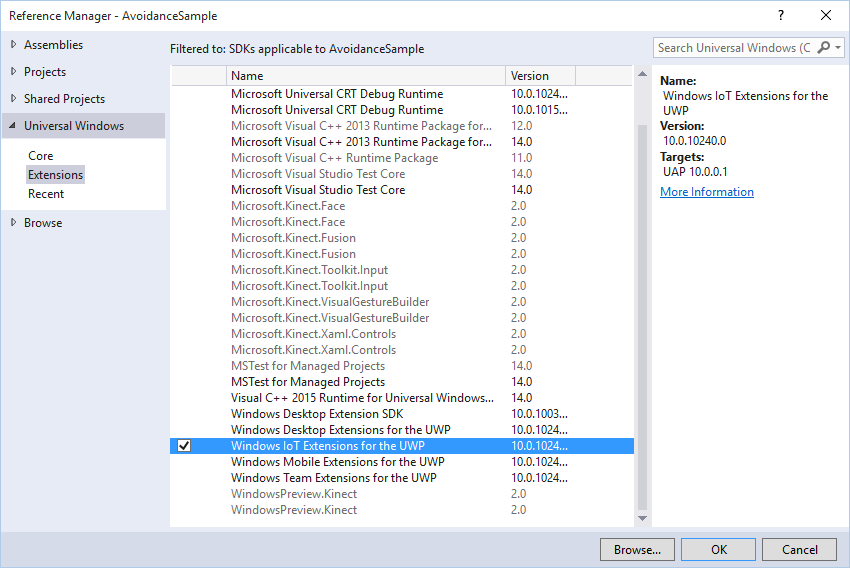 Reference Manager - AvoidanceSample
?
Assemblies
Projects
Shared Projects
Universal Windows
Core
Extensions
Recent
Browse
Filtered to: SDKs applicable to AvoidanceSample
Name Version
Microsoft Universal CRT Debug Runtime 10.0.1024...
Microsoft Universal CRT Debug Runtime 10.0.1015...
Microsoft Visual C++ 2013 Runtime Package for... 12.0
Microsoft Visual C++ 2013 Runtime Package for... 14.0
Microsoft Visual C++ Runtime Package 11.0
Microsoft Visual Studio Test Core 14.0
Microsoft Visual Studio Test Core 14.0
Microsoft.Kinect.Face 2.0
Microsoft.Kinect.Face 2.0
Microsoft.Kinect.Fusion 2.0
Microsoft.Kinect.Fusion 2.0
Microsoft.Kinect.Toolkit.Input 2.0
Microsoft.Kinect.Toolkit.Input 2.0
Microsoft.Kinect.VisualGestureBuilder 2.0
Microsoft.Kinect.VisualGestureBuilder 2.0
Microsoft.Kinect.Xaml.Controls 2.0
Microsoft.Kinect.Xaml.Controls 2.0
MSTest for Managed Projects 14.0
MSTest for Managed Projects 14.0
Visual C++ 2015 Runtime for Universal Windows... 14.0
Windows Desktop Extension SDK 10.0.1003...
Windows Desktop Extensions for the UWP 10.0.1024...
Windows IoT Extensions for the UWP 10.0.1024...
Windows Mobile Extensions for the UWP 10.0.1024...
Windows Team Extensions for the UWP 10.0.1024...
WindowsPreview.Kinect 2.0
WindowsPreview.Kinect 2.0
Search Universal Windows (C
Name:
Windows IoT Extensions for the
UWP
Version:
10.0.10240.0
Targets:
UAP 10.0.0.1
More Information
Browse... OK Cancel